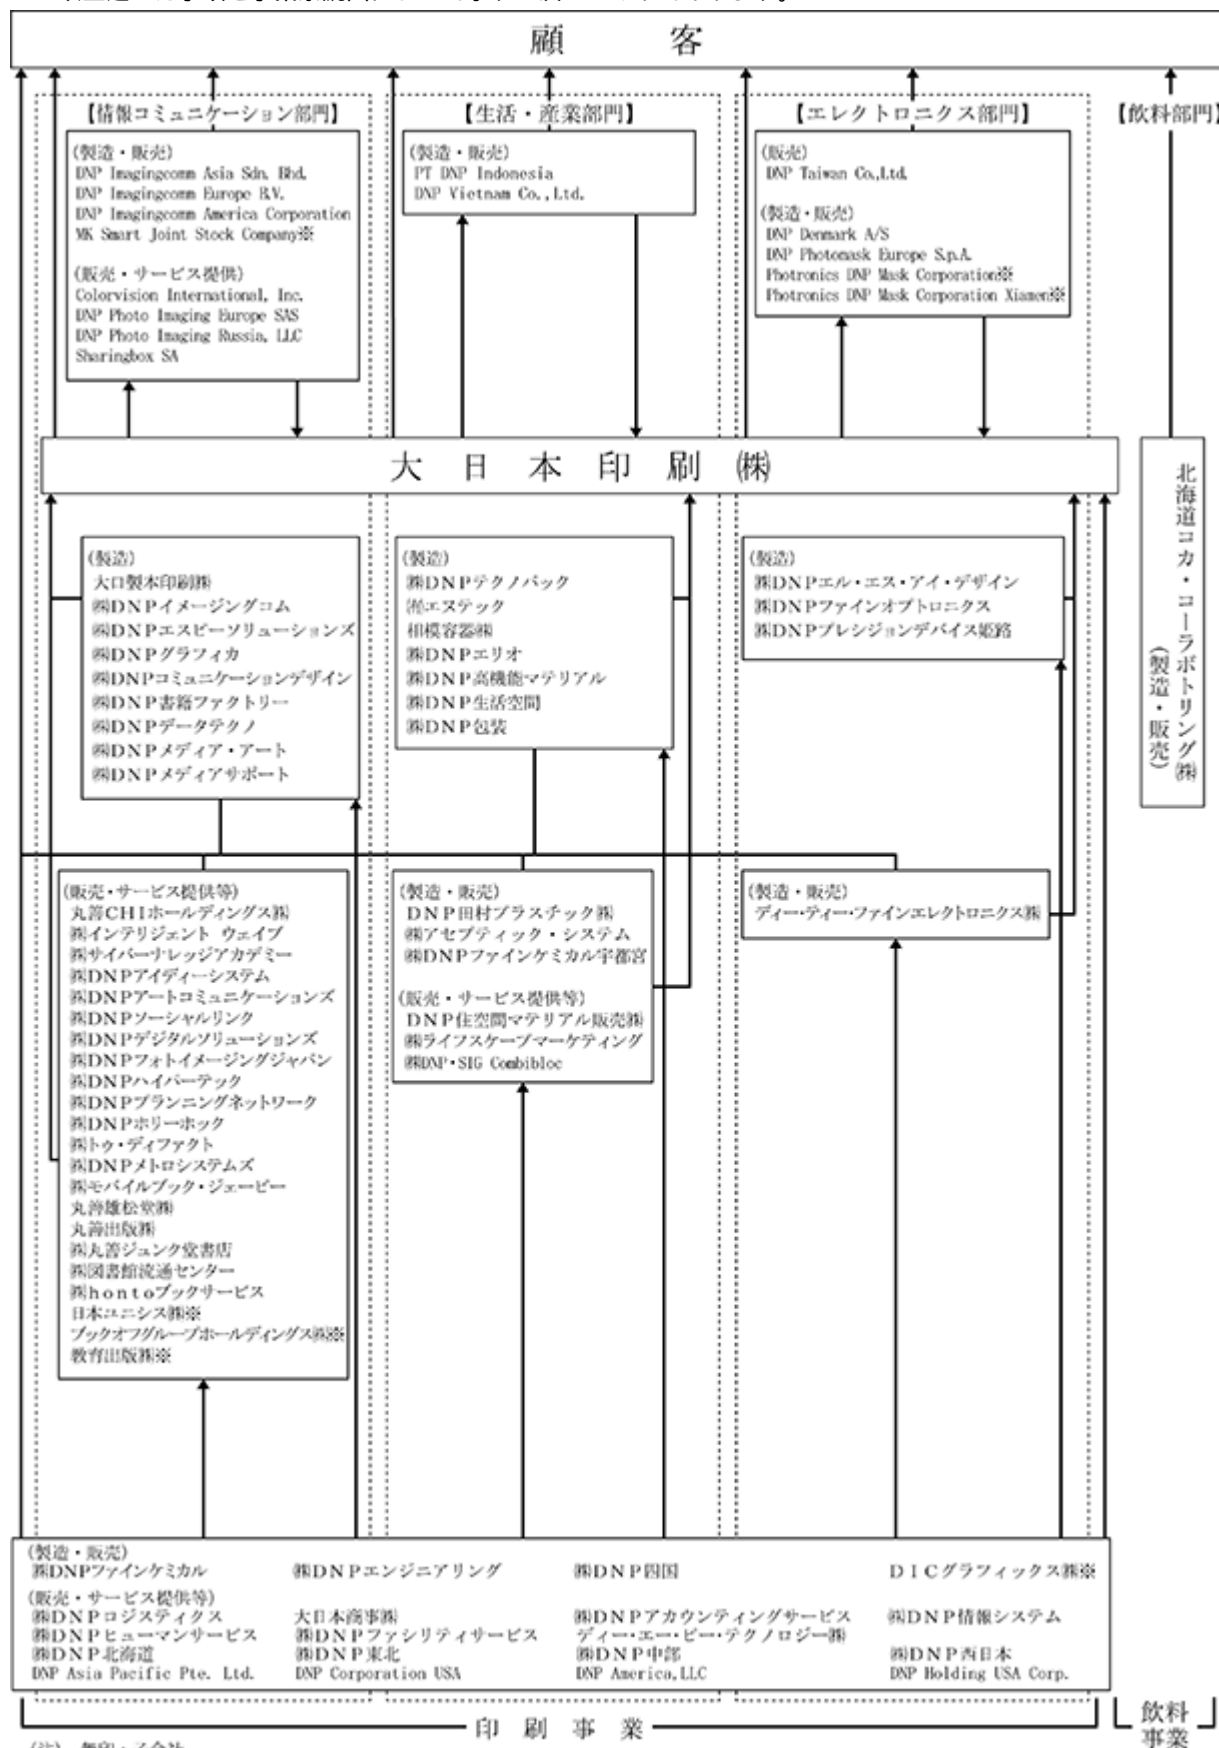 顧客
【情報コミュニケーション部門】
(製造・販売)
DNP Imagingcomm Asia Sdn. Bhd.
DNP Imagingcomm Europe B.V.
DNP Imagingcomm America Corporation
MK Smart Joint Stock Company※
(販売・サービス提供)
Colorvision International, Inc.
DNP Photo Imaging Europe SAS
DNP Photo Imaging Russia, LLC
Sharingbox SA
【生活・産業部門】
(製造・販売)
PT DNP Indonesia
DNP Vietnam Co.,Ltd.
【エレクトロニクス部門】
(販売)
DNP Taiwan Co.,Ltd.
(製造・販売)
DNP Denmark A/S
DNP Photomask Europe S.p.A.
Photronics DNP Mask Corporation※
Photronics DNP Mask Corporation Xiamen※
【飲料部門】
大日本印刷㈱
北海道コカ・コーラボトリング㈱
(製造・販売)
(製造)
大口製本印刷㈱
㈱DNPイメージングコム
㈱DNPエスピーソリューションズ
㈱DNPグラフィカ
㈱DNPコミュニケーションデザイン
㈱DNP書籍ファクトリー
㈱DNPデータテクノ
㈱DNPメディア・アート
㈱DNPメディアサポート
(製造)
㈱DNPテクノパック
㈲エステック
相模容器㈱
㈱DNPエリオ
㈱DNP高機能マテリアル
㈱DNP生活空間
㈱DNP包装
(製造)
㈱DNPエル・エス・アイ・デザイン
㈱DNPファインオプトロニクス
㈱DNPプレシジョンデバイス姫路
(販売・サービス提供等)
丸善CHIホールディングス㈱
㈱インテリジェント ウェイブ
㈱サイバーナレッジアカデミー
㈱DNPアイディーシステム
㈱DNPアートコミュニケーションズ
㈱DNPソーシャルリンク
㈱DNPデジタルソリューションズ
㈱DNPフォトイメージングジャパン
㈱DNPハイパーテック
㈱DNPプランニングネットワーク
㈱DNPホリーホック
㈱トゥ・ディファクト
㈱DNPメトロシステムズ
㈱モバイルブック・ジェーピー
丸善雄松堂㈱
丸善出版㈱
㈱丸善ジュンク堂書店
㈱図書館流通センター
㈱hontoブックサービス
日本ユニシス㈱※
ブックオフグループホールディングス㈱※
教育出版㈱※
(製造・販売)
DNP田村プラスチック㈱
㈱アセプティック・システム
㈱DNPファインケミカル宇都宮
(販売・サービス提供等)
DNP住空間マテリアル販売㈱
㈱ライフスケープマーケティング
㈱DNP・SIG Combibloc
(製造・販売)
ディー・ティー・ファインエレクトロニクス㈱
(製造・販売)
㈱DNPファインケミカル ㈱DNPエンジニアリング ㈱DNP四国 DICグラフィックス㈱※
(販売・サービス提供等)
㈱DNPロジスティクス 大日本商事㈱ ㈱DNPアカウンティングサービス ㈱DNP情報システム
㈱DNPヒューマンサービス ㈱DNPファシリティサービス ディー・エー・ピー・テクノロジー㈱
㈱DNP北海道 ㈱DNP東北 ㈱DNP中部 ㈱DNP西日本
DNP Asia Pacific Pte. Ltd. DNP Corporation USA DNP America,LLC DNP Holding USA Corp.
印刷事業
飲料
事業